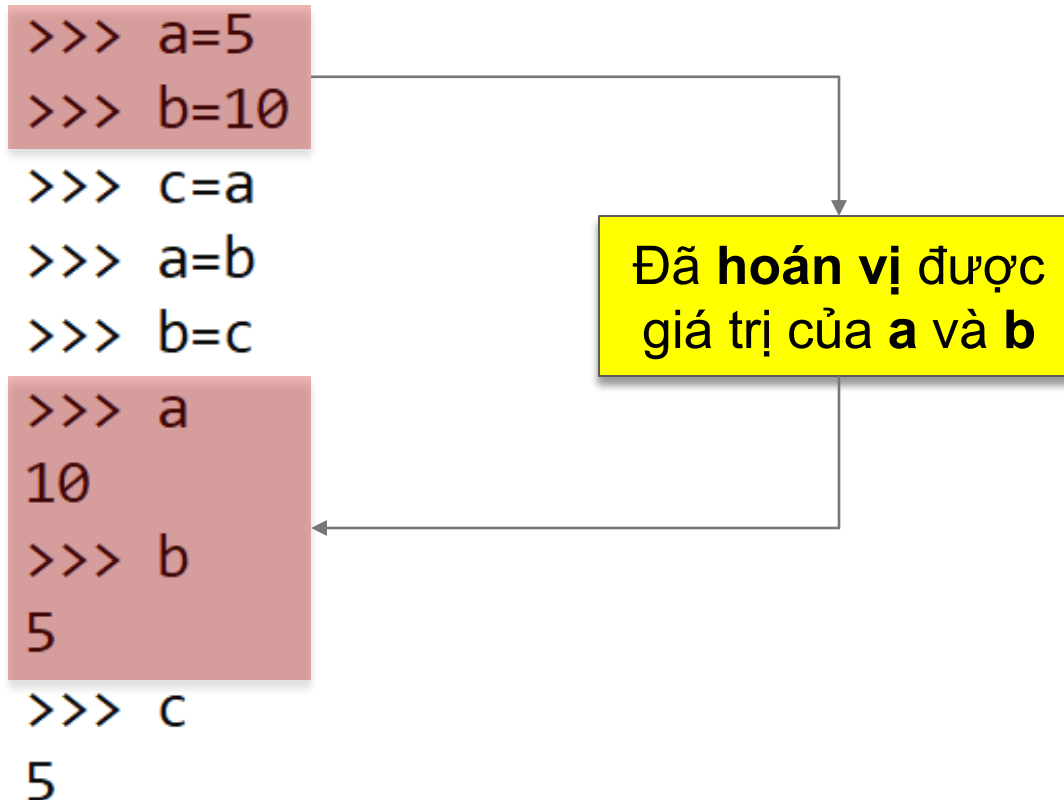 >>> a=5
>>> b=10
>>> c=a
>>> a=b
>>> b=c
>>> a
10
>>> b
5
>>> c
5
Đã hoán vị được
giá trị của a và b